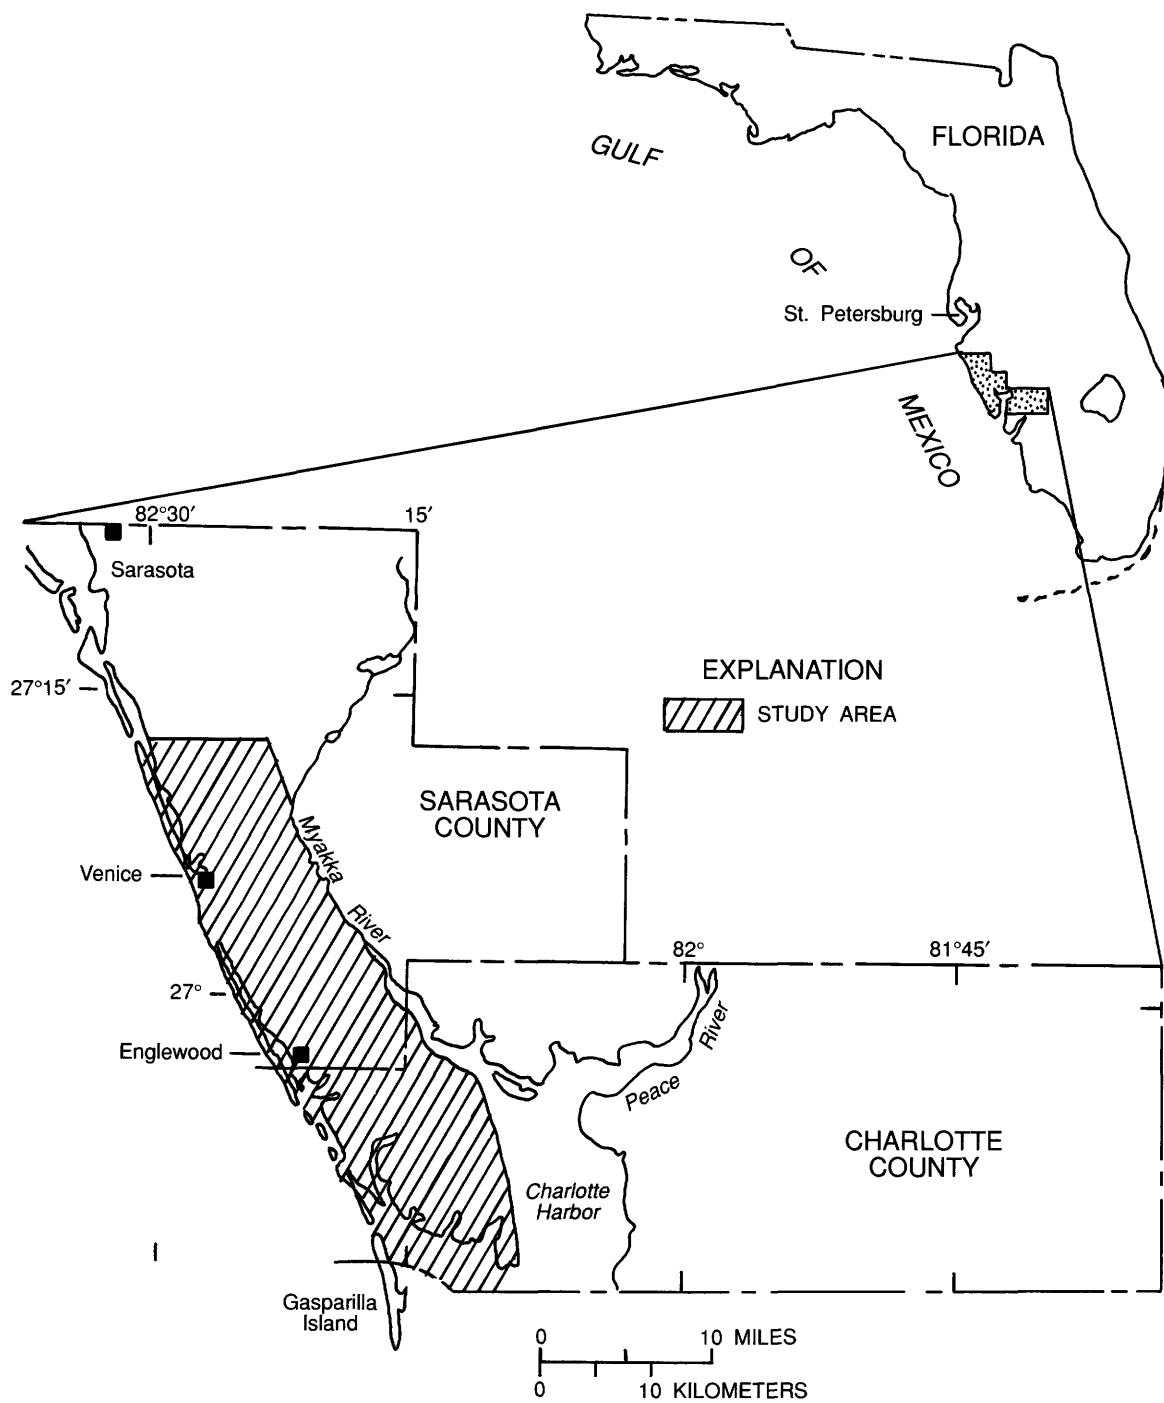 GULF
FLORIDA
OF
St. Petersburg
MEXICO
82°30′
15′
Sarasota
EXPLANATION
27°15′
STUDY AREA
SARASOTA
COUNTY
Myakka
Venice
River
82°
81°45′
27°
River
Englewood
Peace
CHARLOTTE
COUNTY
Charlotte
Harbor
Gasparilla
Island
0 10 MILES
0 10 KILOMETERS